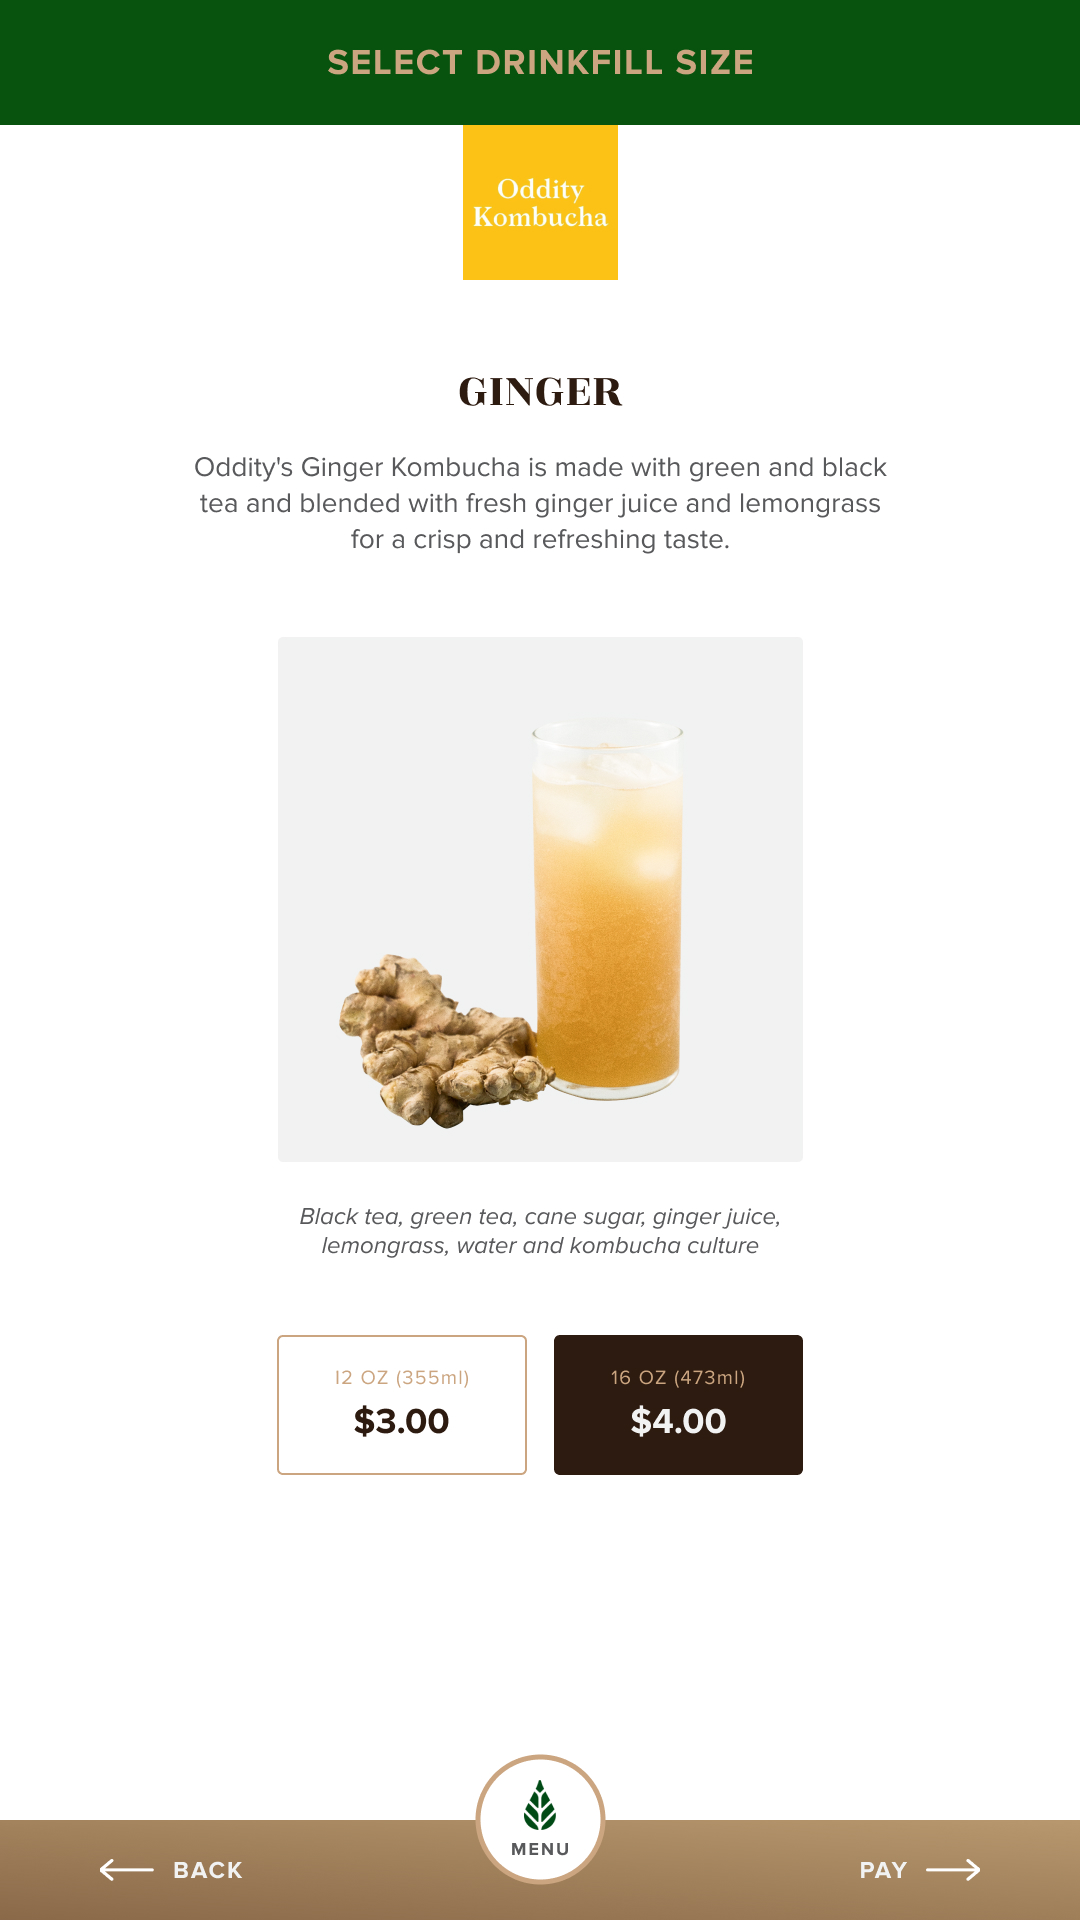 SELECT DRINKFILL SIZE
Oddity
Kombucha
GINGER
Oddity's Ginger Kombucha is made with green and black
tea and blended with fresh ginger juice and lemongrass
for a crisp and refreshing taste.
Black tea, green tea, cane sugar, ginger juice,
lemongrass, water and kombucha culture
12 OZ (355ml)
$3.00
16 OZ (473ml)
$4.00
BACK
MENU
PAY